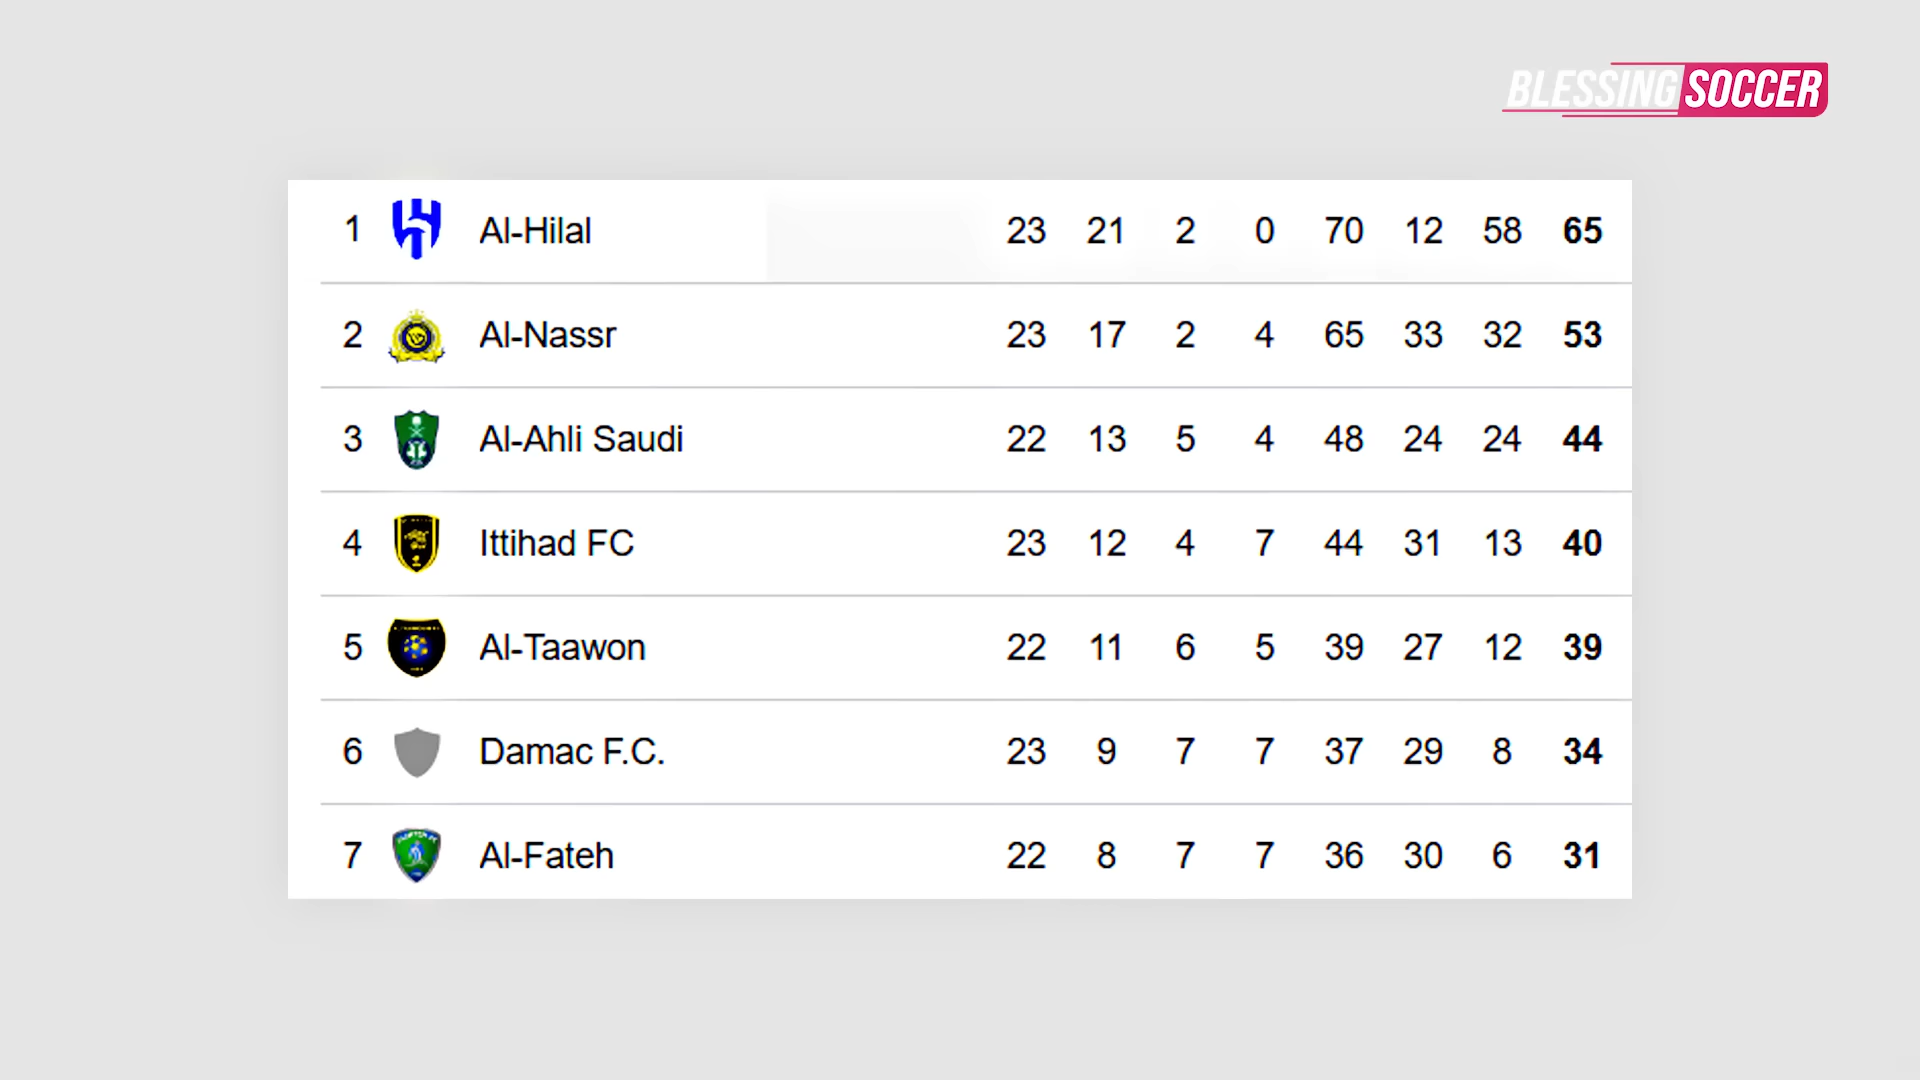 BLESSING SOCCER
1 Al-Hilal 23 21 2 0 70 12 58 65
2 Al-Nassr 23 17 2 4 65 33 32 53
3 Al-Ahli Saudi 22 13 5 4 48 24 24 44
4 Ittihad FC 23 12 4 7 44 31 13 40
5 Al-Taawon 22 11 6 5 39 27 12 39
6 Damac F.C. 23 9 7 7 37 29 8 34
7 Al-Fateh 22 8 7 7 36 30 6 31